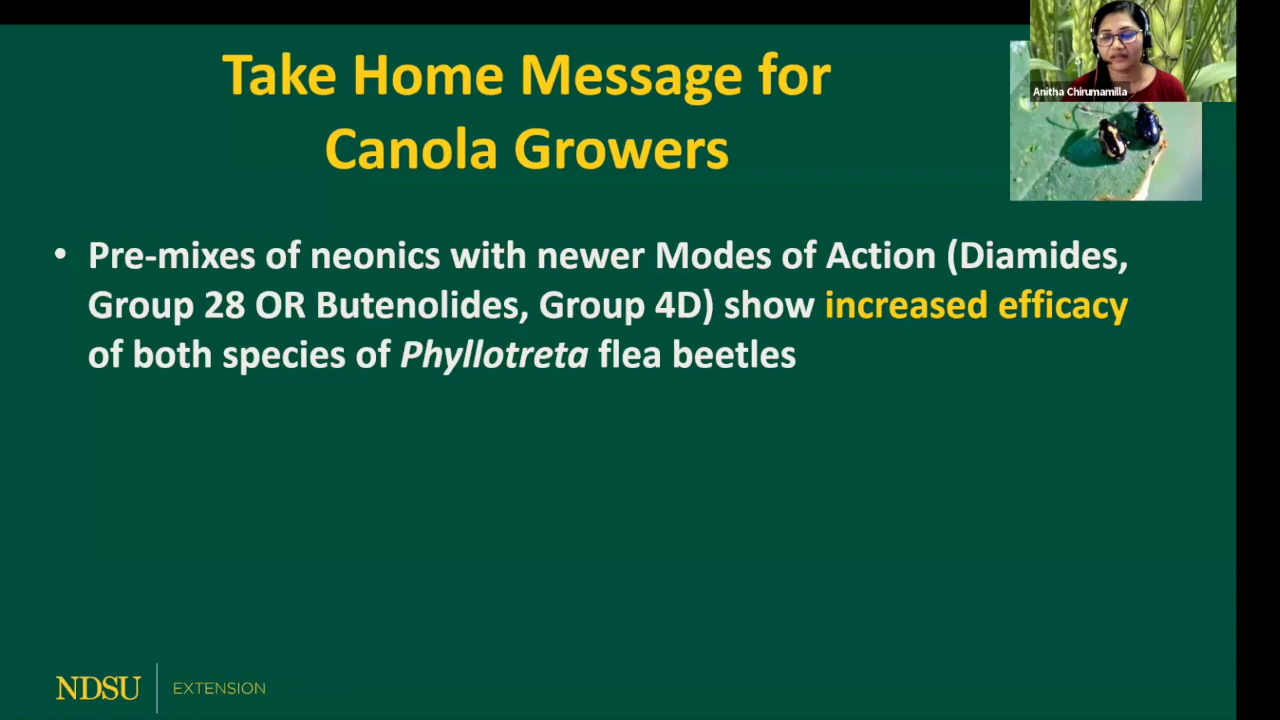 Take Home Message for
Canola Growers
Anitha Chirumamilla
• Pre-mixes of neonics with newer Modes of Action (Diamides,
Group 28 OR Butenolides, Group 4D) show increased efficacy
of both species of Phyllotreta flea beetles
NDSU EXTENSION